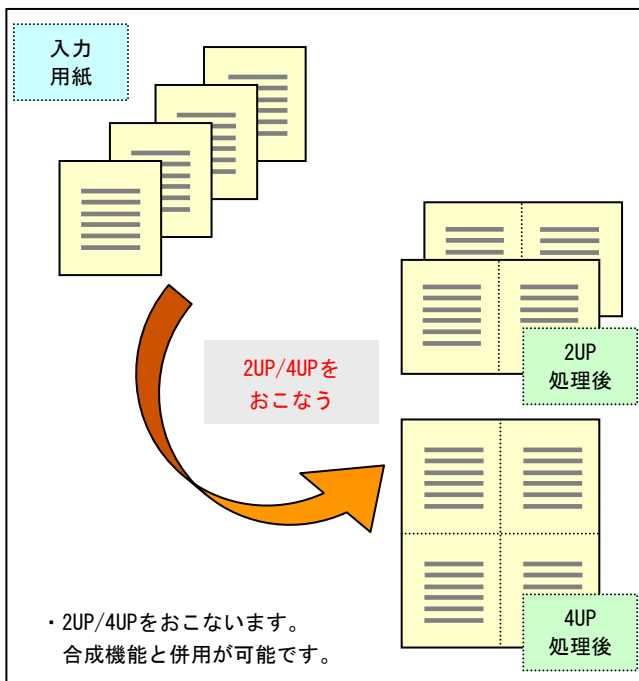 入力
用紙
2UP/4UPを
おこなう
2UP
処理後
4UP
処理後
・2UP/4UPをおこないます。
合成機能と併用が可能です。